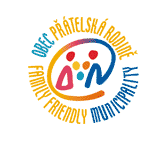 OBEC PŘÁTELSKÁ RODINĚ
FAMILY FRIENDLY MUNICIPALITY